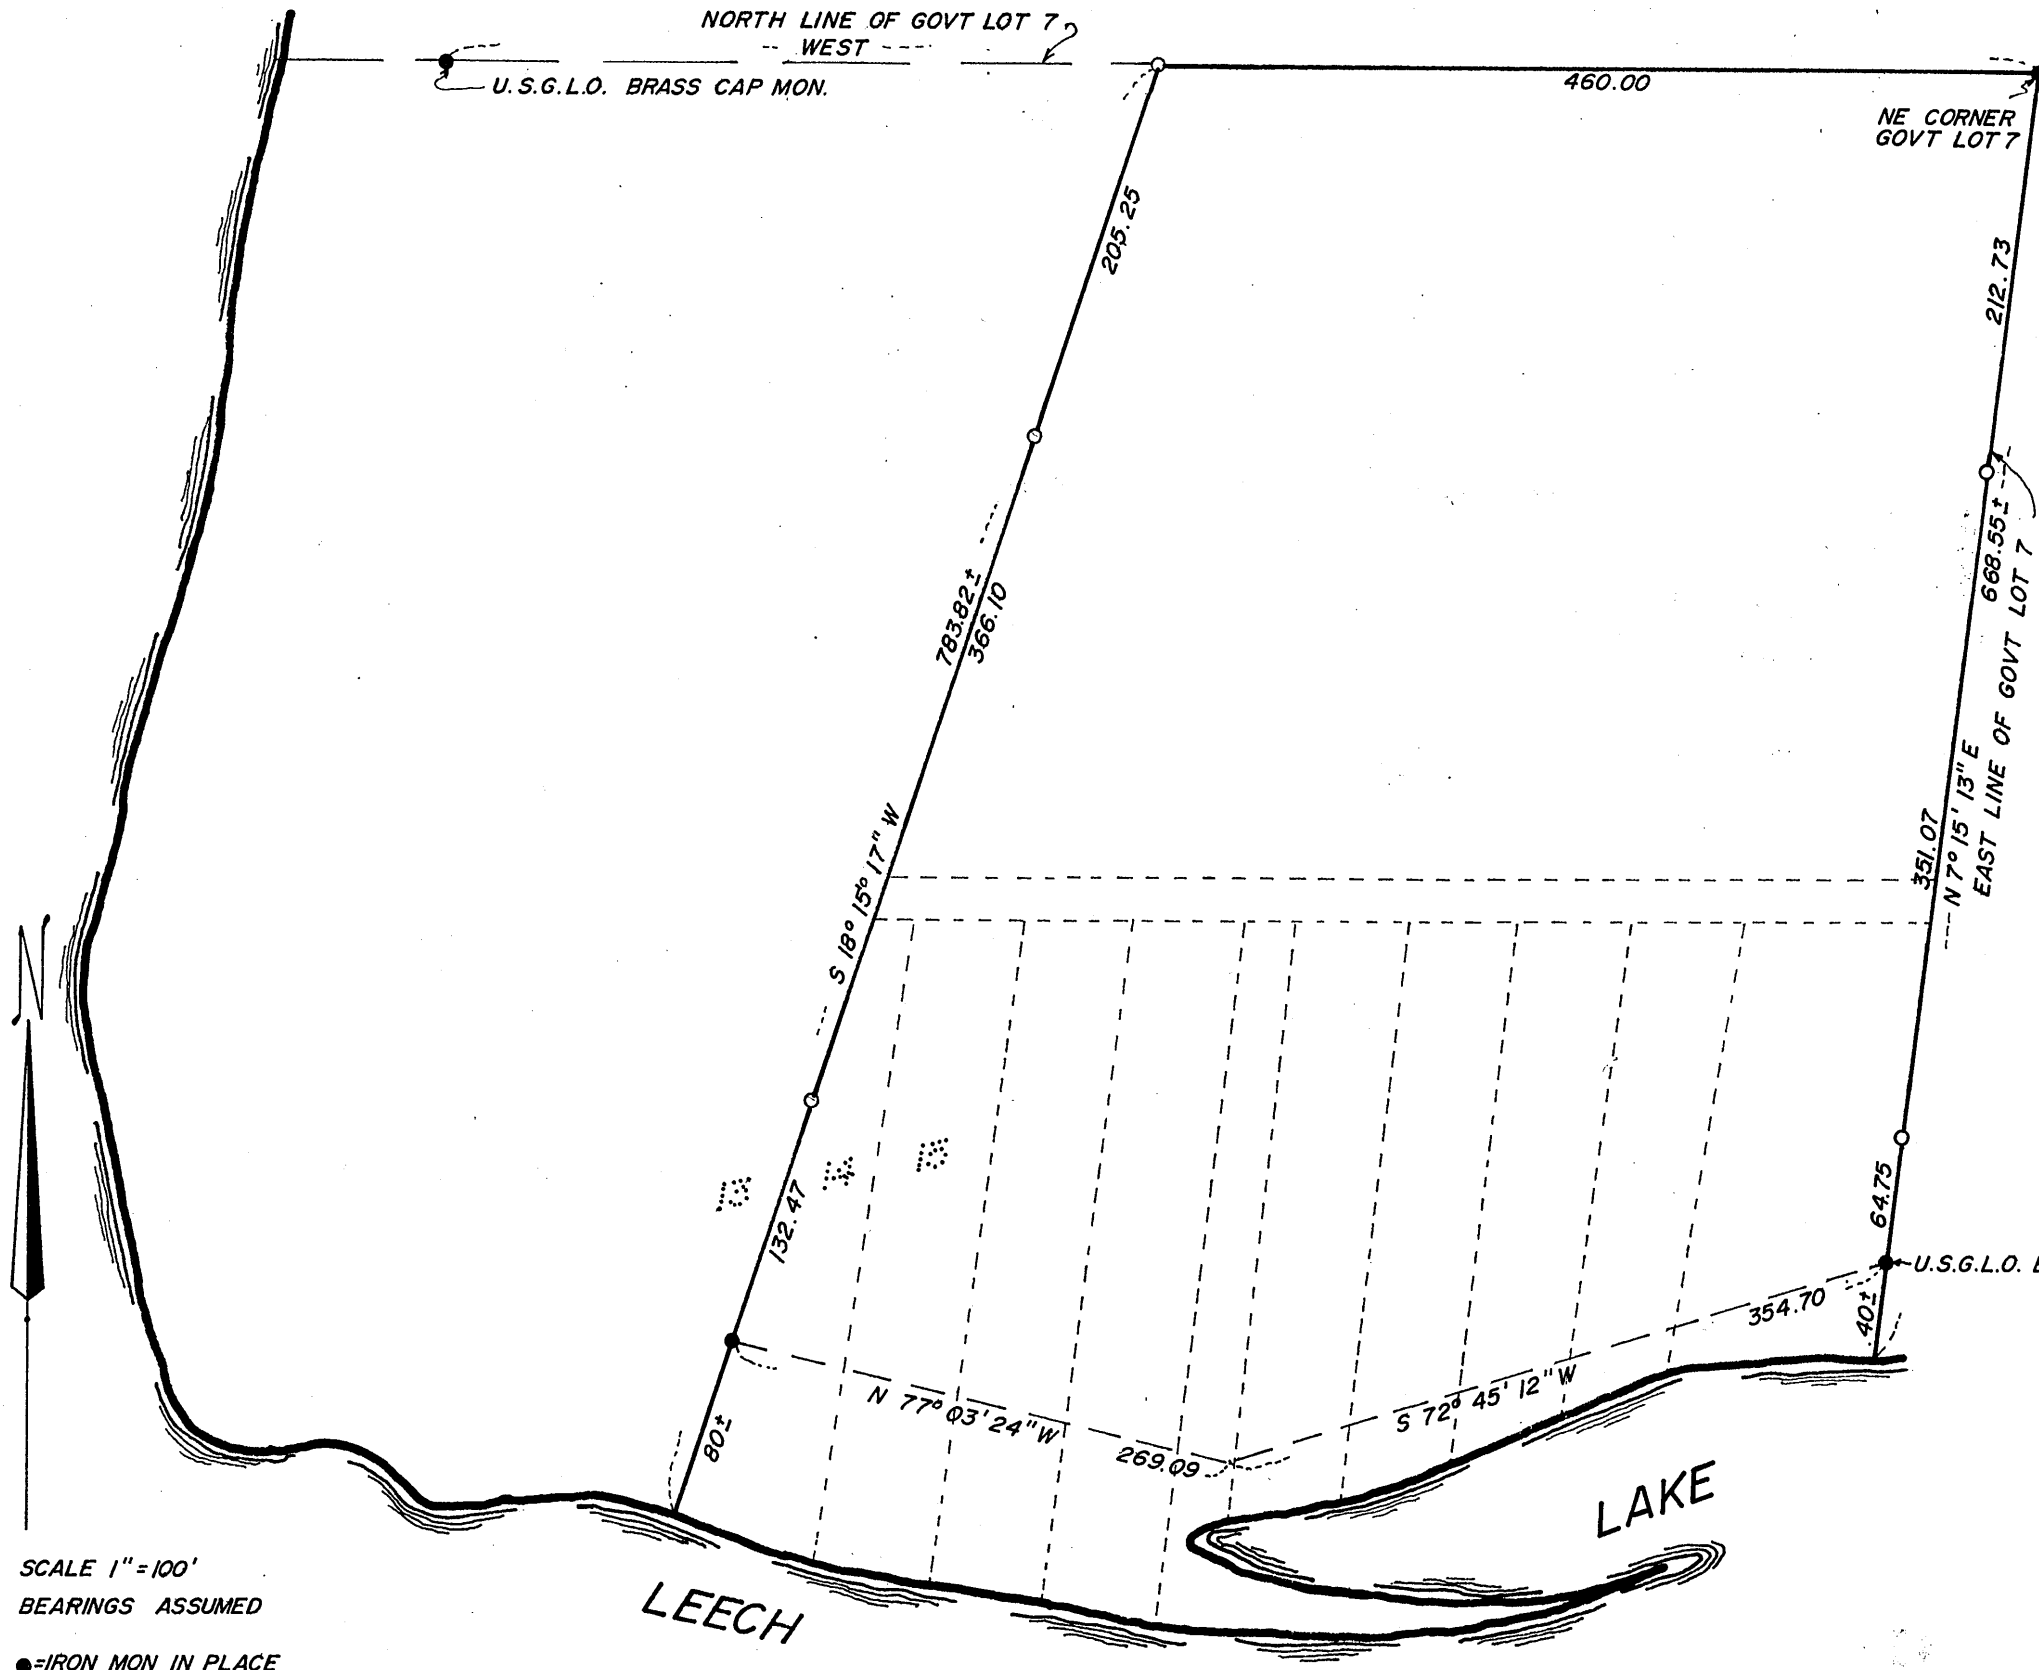 NORTH LINE OF GOVT LOT 7
WEST
U.S.G.L.O. BRASS CAP MON.
460.00
NE CORNER
GOVT LOT 7
205.25
212.73
783.82±
366.10
668.55±
EAST LINE OF GOVT LOT 7
N 7° 15' 13" E
351.07
S 18° 15° 17" W
N
13
14
15
132.47
64.75
U.S.G.L.O.
40±
354.70
S 72° 45' 12" W
N 77° 03' 24" W
269.09
80±
LAKE
LEECH
SCALE 1"=100'
BEARINGS ASSUMED
●=IRON MON IN PLACE